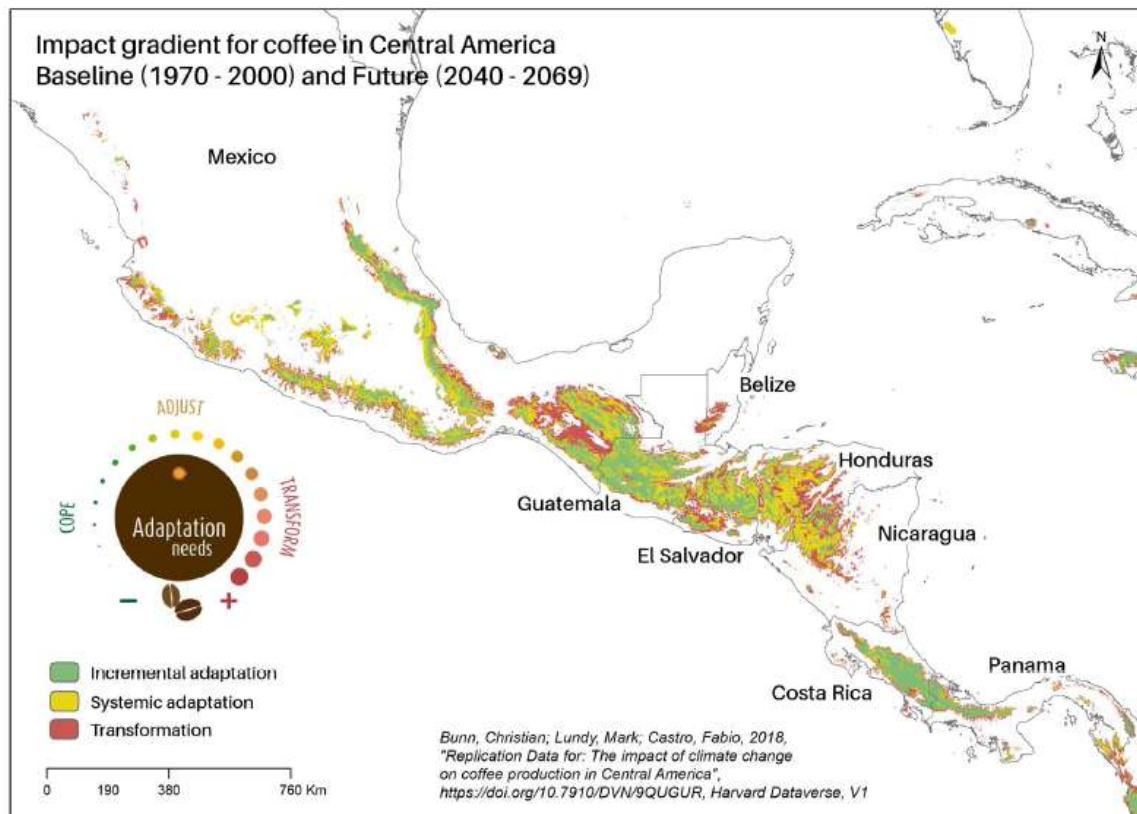 Impact gradient for coffee in Central America
Baseline (1970 - 2000) and Future (2040 - 2069)
N
Mexico
Belize
Honduras
Guatemala
Nicaragua
El Salvador
Panama
Costa Rica
ADJUST
COPE
TRANSFORM
Adaptation
needs
− +
Incremental adaptation
Systemic adaptation
Transformation
0 190 380 760 Km
Bunn, Christian; Lundy, Mark; Castro, Fabio, 2018,
"Replication Data for: The impact of climate change
on coffee production in Central America",
https://doi.org/10.7910/DVN/9QUGUR, Harvard Dataverse, V1